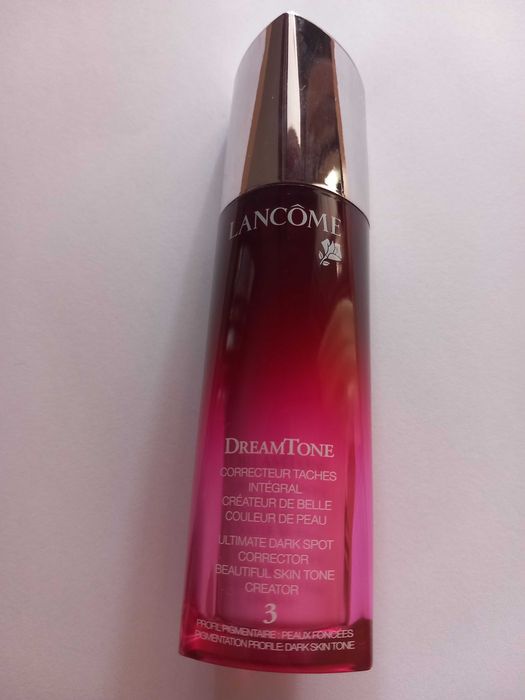 LANCÔME
DREAMTONE
CORRECTEUR TACHES
INTÉGRAL
CRÉATEUR DE BELLE
COULEUR DE PEAU
ULTIMATE DARK SPOT
CORRECTOR
BEAUTIFUL SKIN TONE
CREATOR
3
PROFIL PIGMENTAIRE : PEAUX FONCÉES
PIGMENTATION PROFILE: DARK SKIN TONE